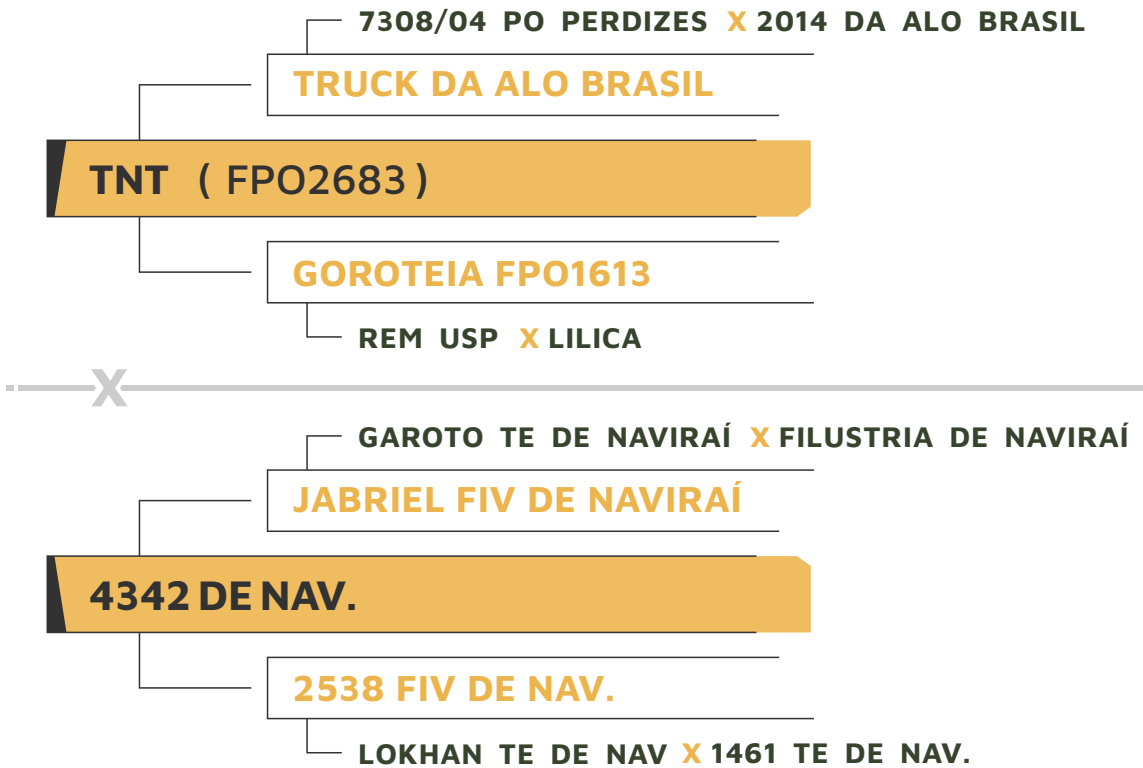 7308/04 PO PERDIZES X 2014 DA ALO BRASIL
TRUCK DA ALO BRASIL
TNT ( FPO2683 )
GOROTEIA FPO1613
REM USP X LILICA
X
GAROTO TE DE NAVIRAÍ X FILUSTRIA DE NAVIRAÍ
JABRIEL FIV DE NAVIRAÍ
4342 DE NAV.
2538 FIV DE NAV.
LOKHAN TE DE NAV X 1461 TE DE NAV.